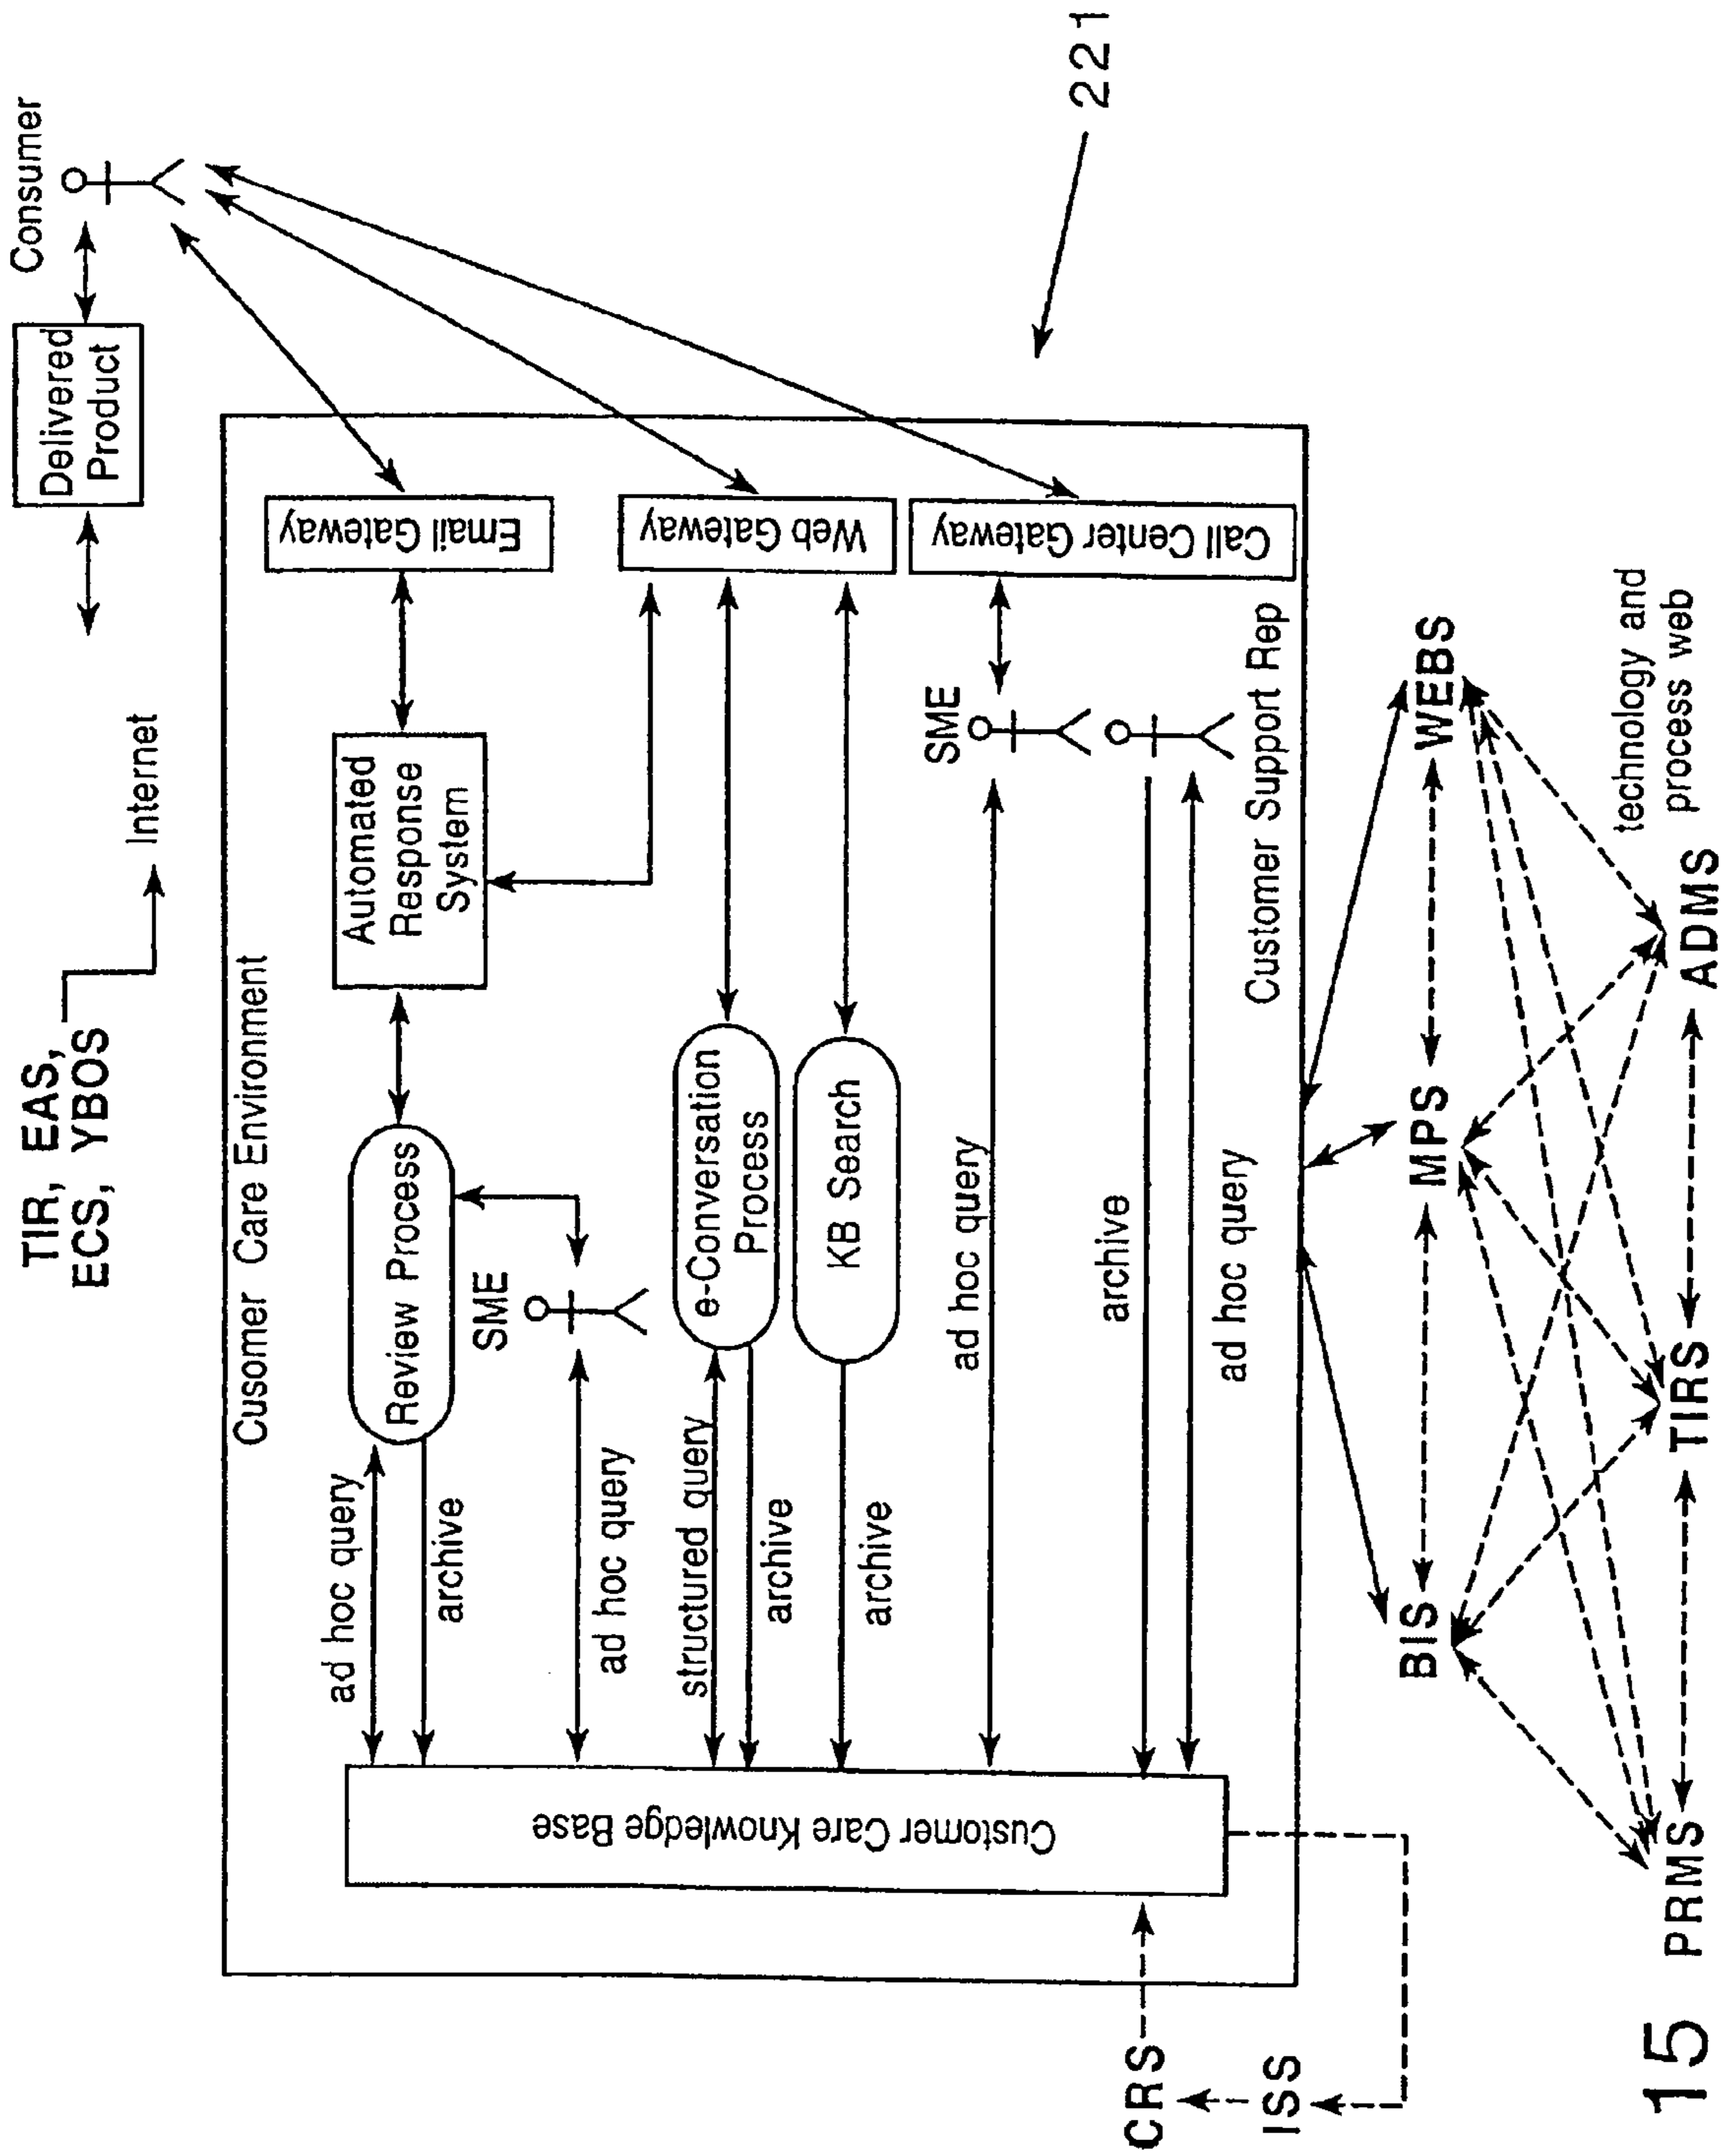 TIR, EAS,
ECS, YBOS
Internet
Delivered
Product
Consumer
Cusomer Care Environment
ad hoc query
archive
Review Process
Automated
Response
System
Email Gateway
SME
ad hoc query
structured query
archive
e-Conversation
Process
Web Gateway
archive
KB Search
Customer Care Knowledge Base
ad hoc query
SME
Call Center Gateway
archive
ad hoc query
Customer Support Rep
221
CRS
ISS
BIS
MPS
WEBS
technology and
process web
PRMS
TIRS
ADMS
15